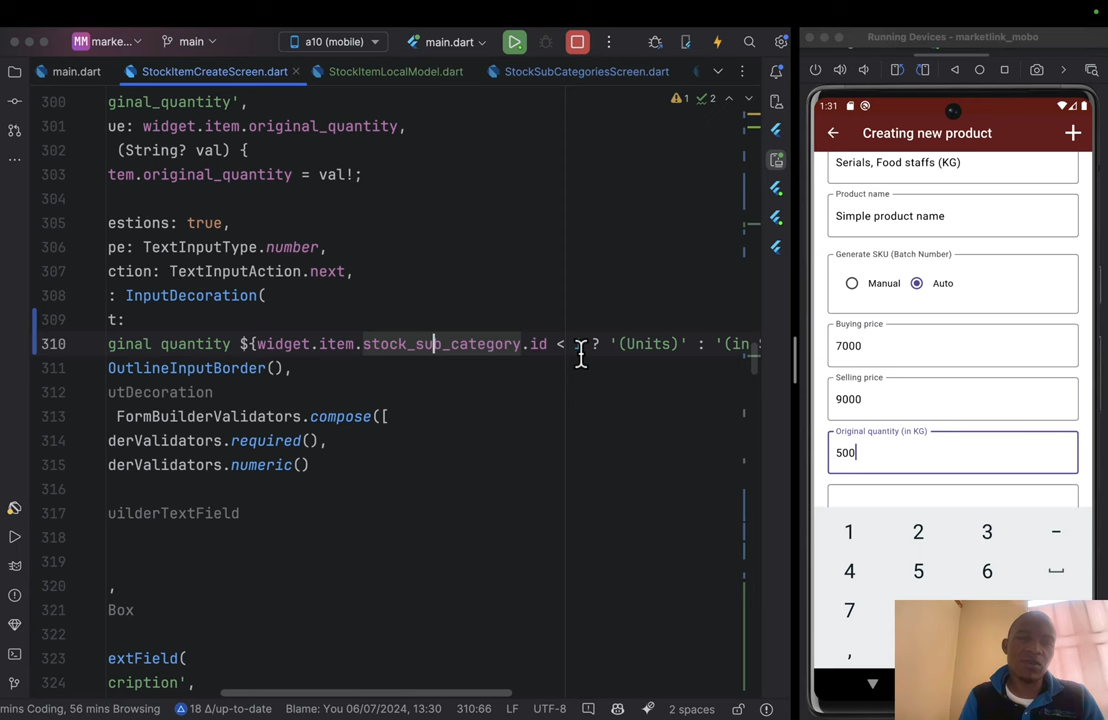 Running Devices - marketlink_mobo
MM marke...
main
a10 (mobile)
main.dart
main.dart
StockItemCreateScreen.dart
StockItemLocalModel.dart
StockSubCategoriesScreen.dart
300 ginal_quantity',
301 ue: widget.item.original_quantity,
302 (String? val) {
303 tem.original_quantity = val!;
304
305 estions: true,
306 pe: TextInputType.number,
307 ction: TextInputAction.next,
308 : InputDecoration(
309 t:
310 ginal quantity ${widget.item.stock_sub_category.id < ? '(Units)' : '(in
311 OutlineInputBorder(),
312 utDecoration
313 FormBuilderValidators.compose([
314 derValidators.required(),
315 derValidators.numeric()
316
317 uilderTextField
318
319
320 ,
321 Box
322
323 extField(
324 cription',
1
2
mins Coding, 56 mins Browsing
18 Δ/up-to-date
Blame: You 06/07/2024, 13:30
310:66
LF
UTF-8
2 spaces
1:31
Creating new product
Serials, Food staffs (KG)
Product name
Simple product name
Generate SKU (Batch Number)
Manual
Auto
Buying price
7000
Selling price
9000
Original quantity (in KG)
500
1 2 3 −
4 5 6
7
,